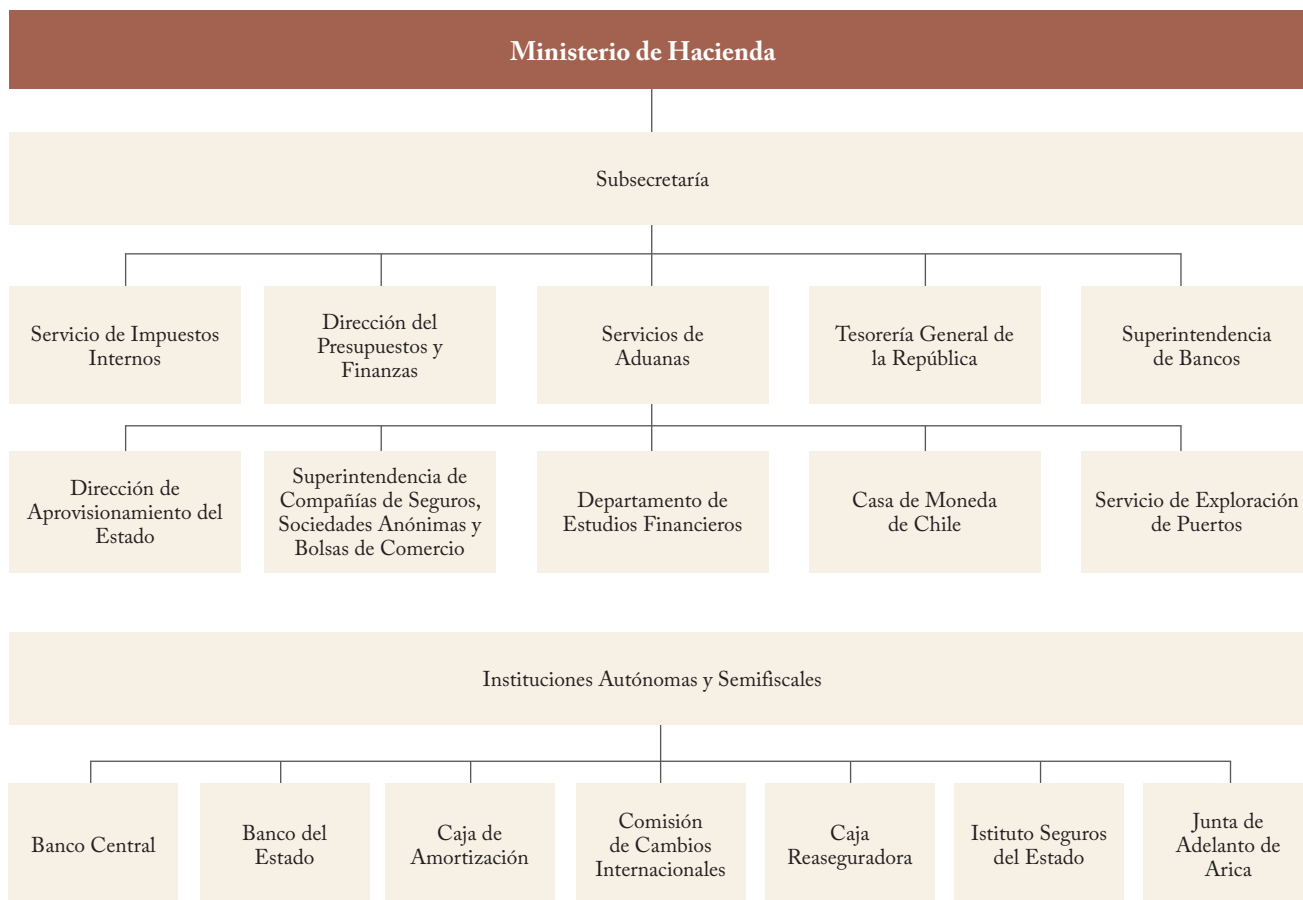 Ministerio de Hacienda
Subsecretaría
Servicio de Impuestos
Internos
Dirección del
Presupuestos y
Finanzas
Servicios de
Aduanas
Tesorería General de
la República
Superintendencia
de Bancos
Dirección de
Aprovisionamiento del
Estado
Superintendencia de
Compañías de Seguros,
Sociedades Anónimas y
Bolsas de Comercio
Departamento de
Estudios Financieros
Casa de Moneda
de Chile
Servicio de Exploración
de Puertos
Instituciones Autónomas y Semifiscales
Banco Central
Banco del
Estado
Caja de
Amortización
Comisión
de Cambios
Internacionales
Caja
Reaseguradora
Istituto Seguros
del Estado
Junta de
Adelanto de
Arica